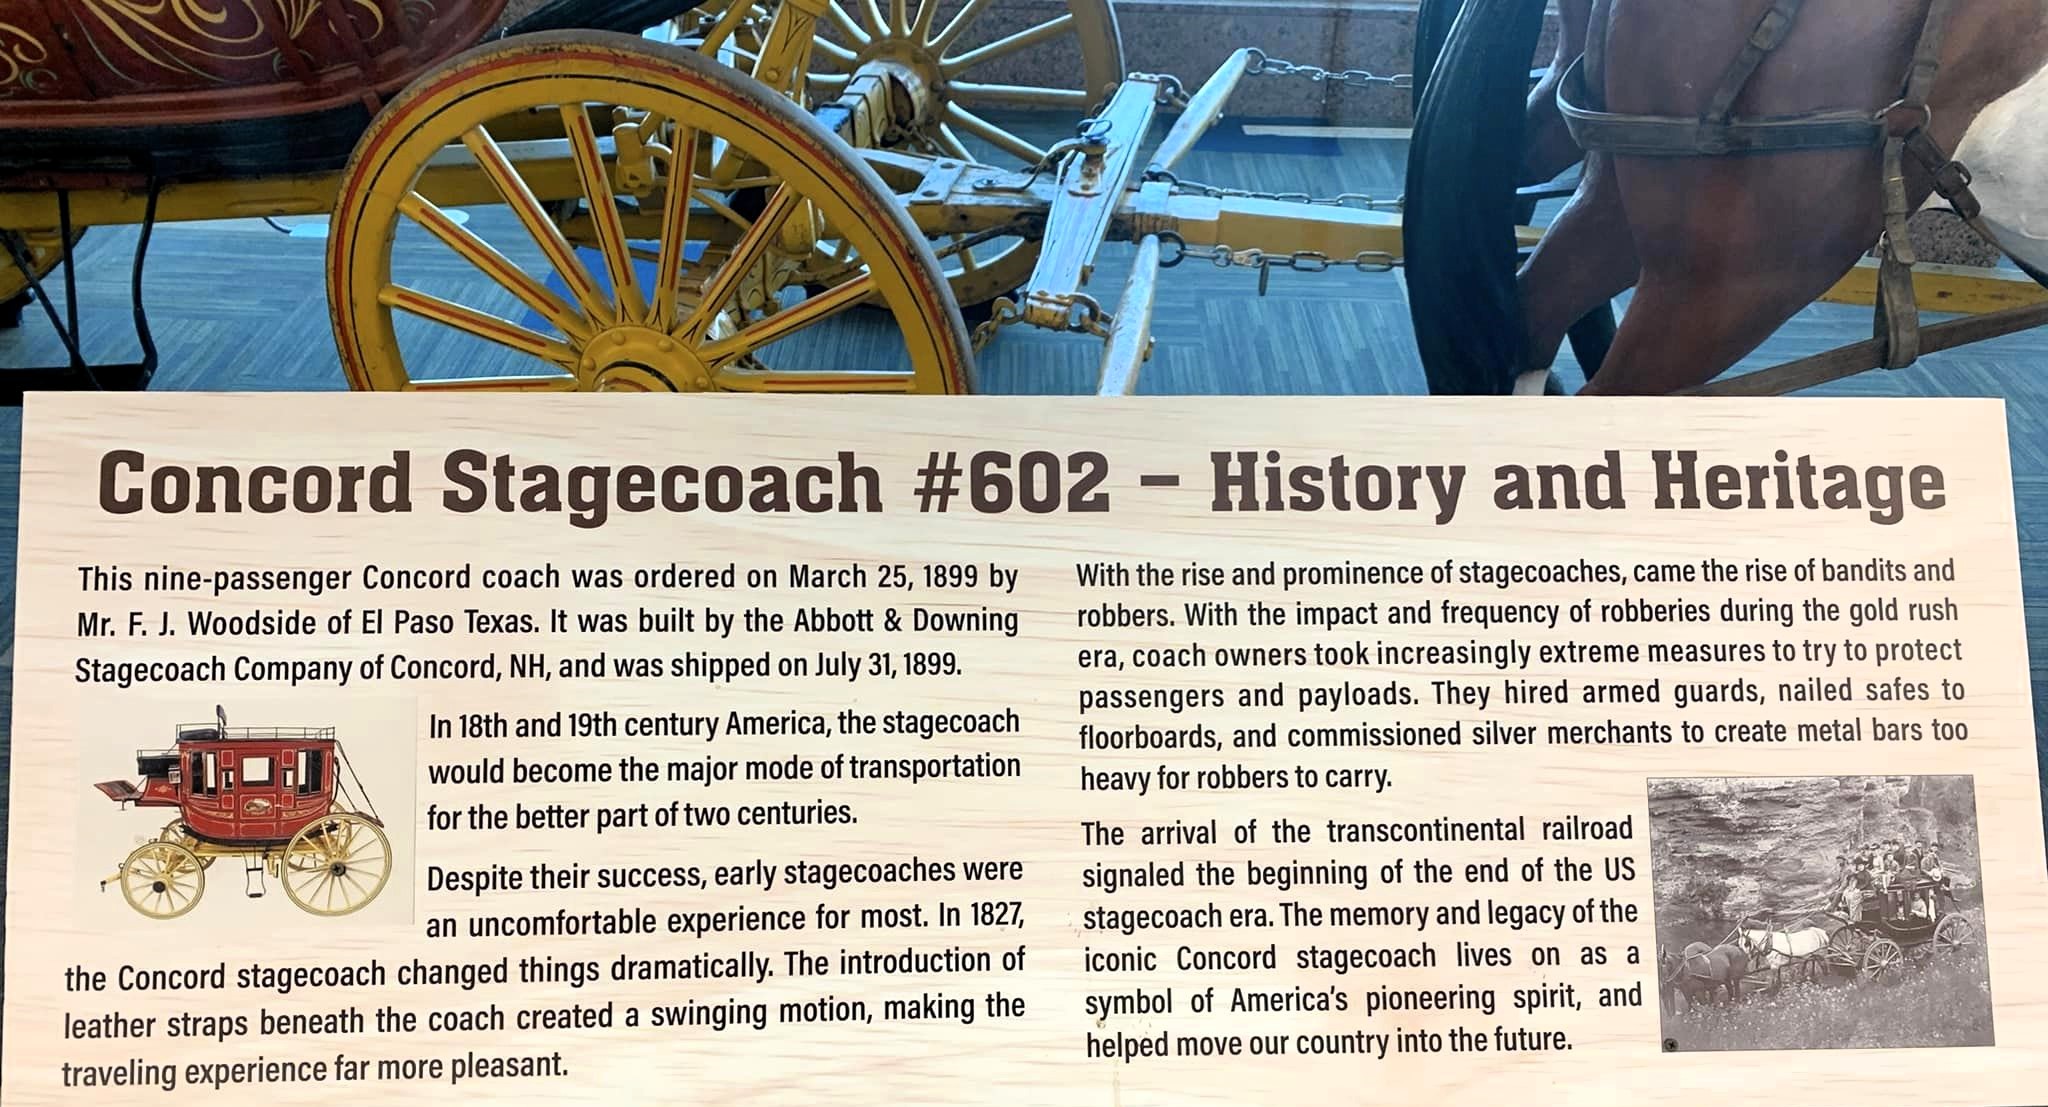 Concord Stagecoach #602 – History and Heritage
This nine-passenger Concord coach was ordered on March 25, 1899 by
Mr. F. J. Woodside of El Paso Texas. It was built by the Abbott & Downing
Stagecoach Company of Concord, NH, and was shipped on July 31, 1899.
In 18th and 19th century America, the stagecoach
would become the major mode of transportation
for the better part of two centuries.
Despite their success, early stagecoaches were
an uncomfortable experience for most. In 1827,
the Concord stagecoach changed things dramatically. The introduction of
leather straps beneath the coach created a swinging motion, making the
traveling experience far more pleasant.
With the rise and prominence of stagecoaches, came the rise of bandits and
robbers. With the impact and frequency of robberies during the gold rush
era, coach owners took increasingly extreme measures to try to protect
passengers and payloads. They hired armed guards, nailed safes to
floorboards, and commissioned silver merchants to create metal bars too
heavy for robbers to carry.
The arrival of the transcontinental railroad
signaled the beginning of the end of the US
stagecoach era. The memory and legacy of the
iconic Concord stagecoach lives on as a
symbol of America's pioneering spirit, and
helped move our country into the future.